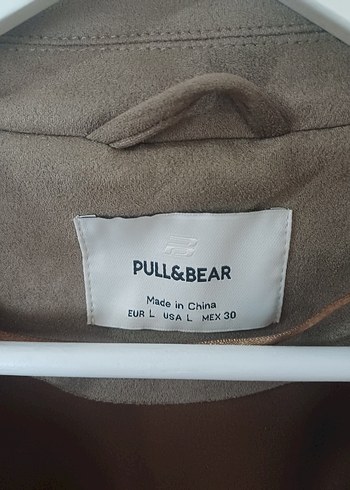 PULL&BEAR
Made in China
EUR L USA L MEX 30